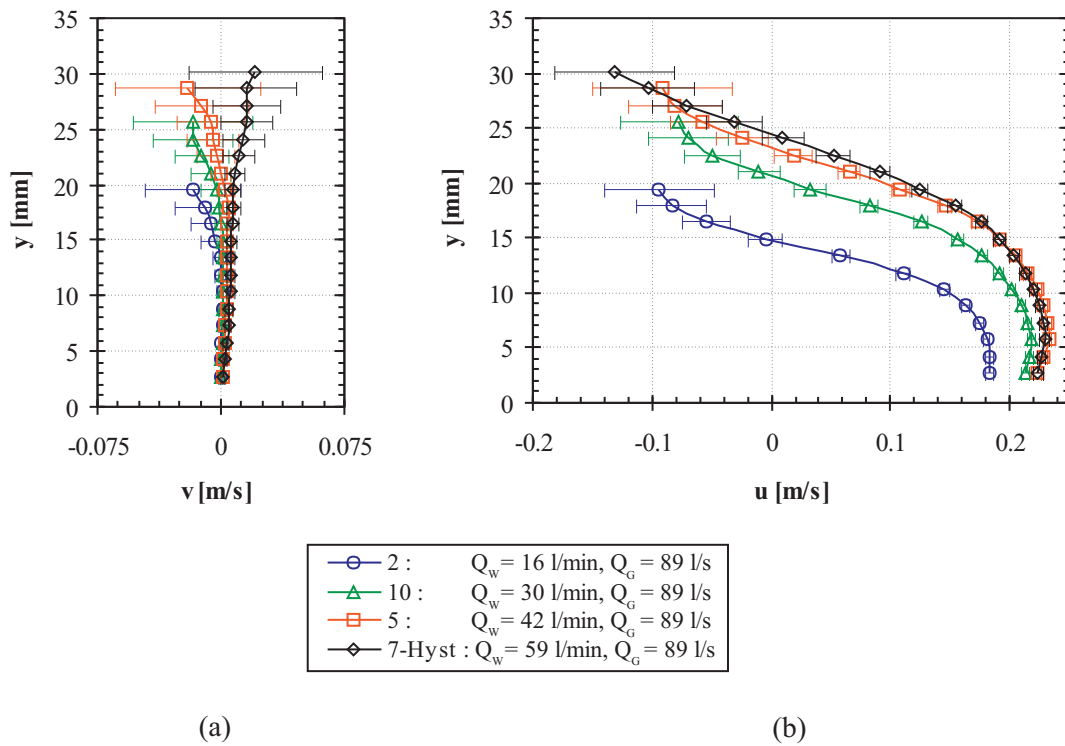 35
30
25
20
15
10
5
0
y [mm]
-0.075
0
0.075
v [m/s]
35
30
25
20
15
10
5
0
y [mm]
-0.2
-0.1
0
0.1
0.2
u [m/s]
2 : Q_W = 16 l/min, Q_G = 89 l/s
10 : Q_W = 30 l/min, Q_G = 89 l/s
5 : Q_W = 42 l/min, Q_G = 89 l/s
7-Hyst : Q_W = 59 l/min, Q_G = 89 l/s
(a)
(b)